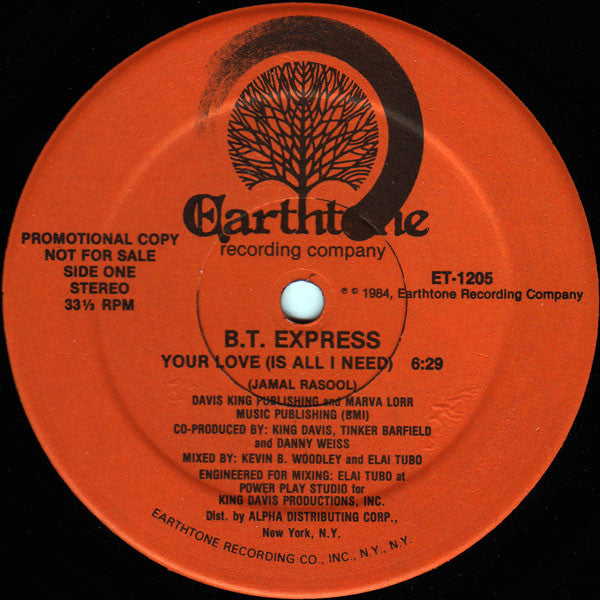 Earthtone
recording company
PROMOTIONAL COPY
NOT FOR SALE
SIDE ONE
STEREO
33⅓ RPM
ET-1205
℗ © 1984, Earthtone Recording Company
B.T. EXPRESS
YOUR LOVE (IS ALL I NEED) 6:29
(JAMAL RASOOL)
DAVIS KING PUBLISHING and MARVA LORR
MUSIC PUBLISHING (BMI)
CO-PRODUCED BY: KING DAVIS, TINKER BARFIELD
and DANNY WEISS
MIXED BY: KEVIN B. WOODLEY and ELAI TUBO
ENGINEERED FOR MIXING: ELAI TUBO at
POWER PLAY STUDIO for
KING DAVIS PRODUCTIONS, INC.
Dist. by ALPHA DISTRIBUTING CORP.,
New York, N.Y.
EARTHTONE RECORDING CO., INC., N.Y., N.Y.